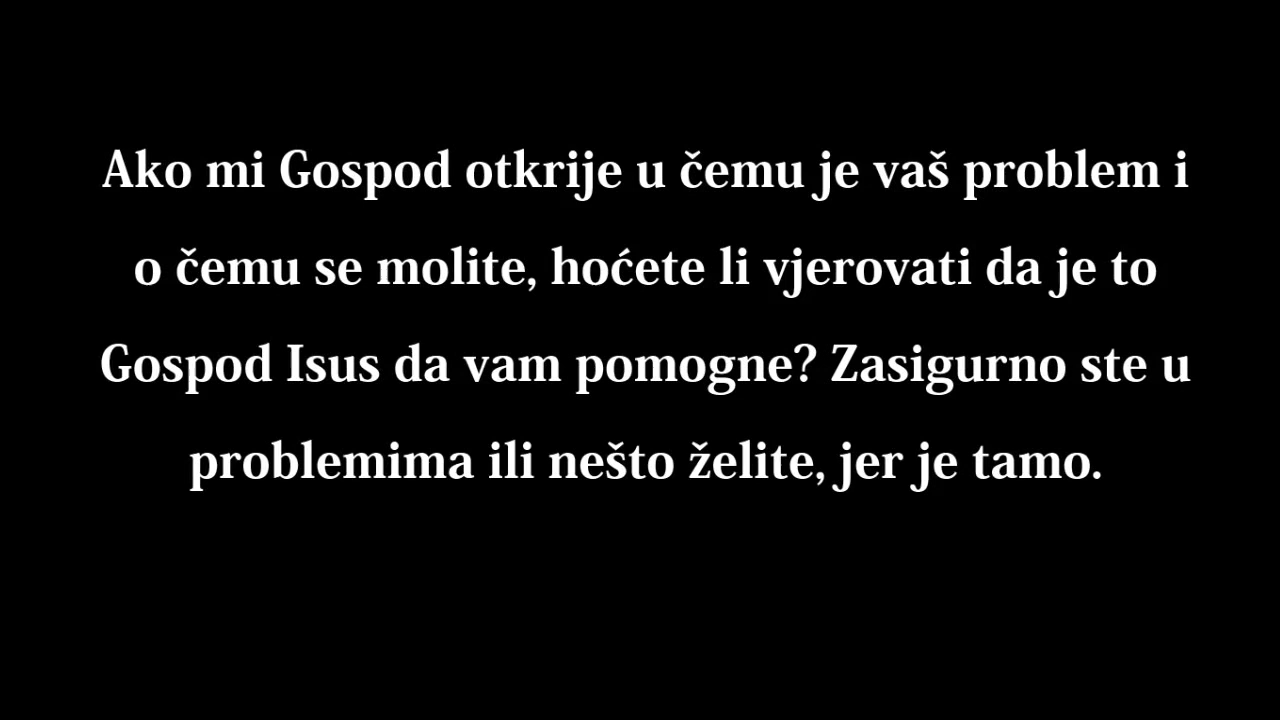 Ako mi Gospod otkrije u čemu je vaš problem i
o čemu se molite, hoćete li vjerovati da je to
Gospod Isus da vam pomogne? Zasigurno ste u
problemima ili nešto želite, jer je tamo.